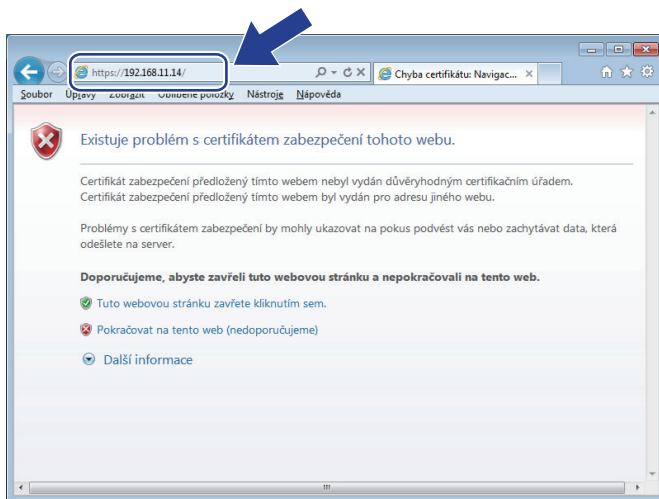 https://192.168.11.14/
Chyba certifikátu: Navigac...
Soubor Úpravy Zobrazit Oblíbené položky Nástroje Nápověda
Existuje problém s certifikátem zabezpečení tohoto webu.
Certifikát zabezpečení předložený tímto webem nebyl vydán důvěryhodným certifikačním úřadem.
Certifikát zabezpečení předložený tímto webem byl vydán pro adresu jiného webu.
Problémy s certifikátem zabezpečení by mohly ukazovat na pokus podvést vás nebo zachytávat data, která
odešlete na server.
Doporučujeme, abyste zavřeli tuto webovou stránku a nepokračovali na tento web.
Tuto webovou stránku zavřete kliknutím sem.
Pokračovat na tento web (nedoporučujeme)
Další informace